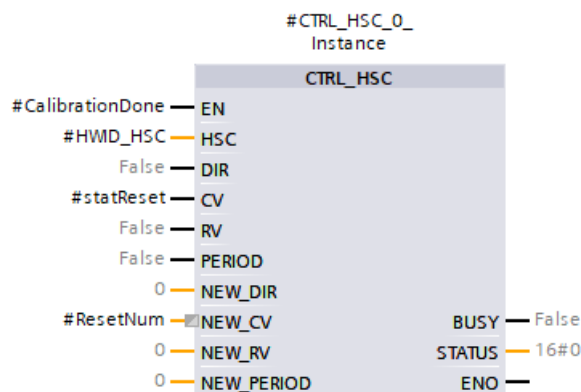 #CTRL_HSC_0_
Instance
CTRL_HSC
#CalibrationDone EN
#HWID_HSC HSC
False DIR
#statReset CV
False RV
False PERIOD
0 NEW_DIR
#ResetNum NEW_CV BUSY False
0 NEW_RV STATUS 16#0
0 NEW_PERIOD ENO